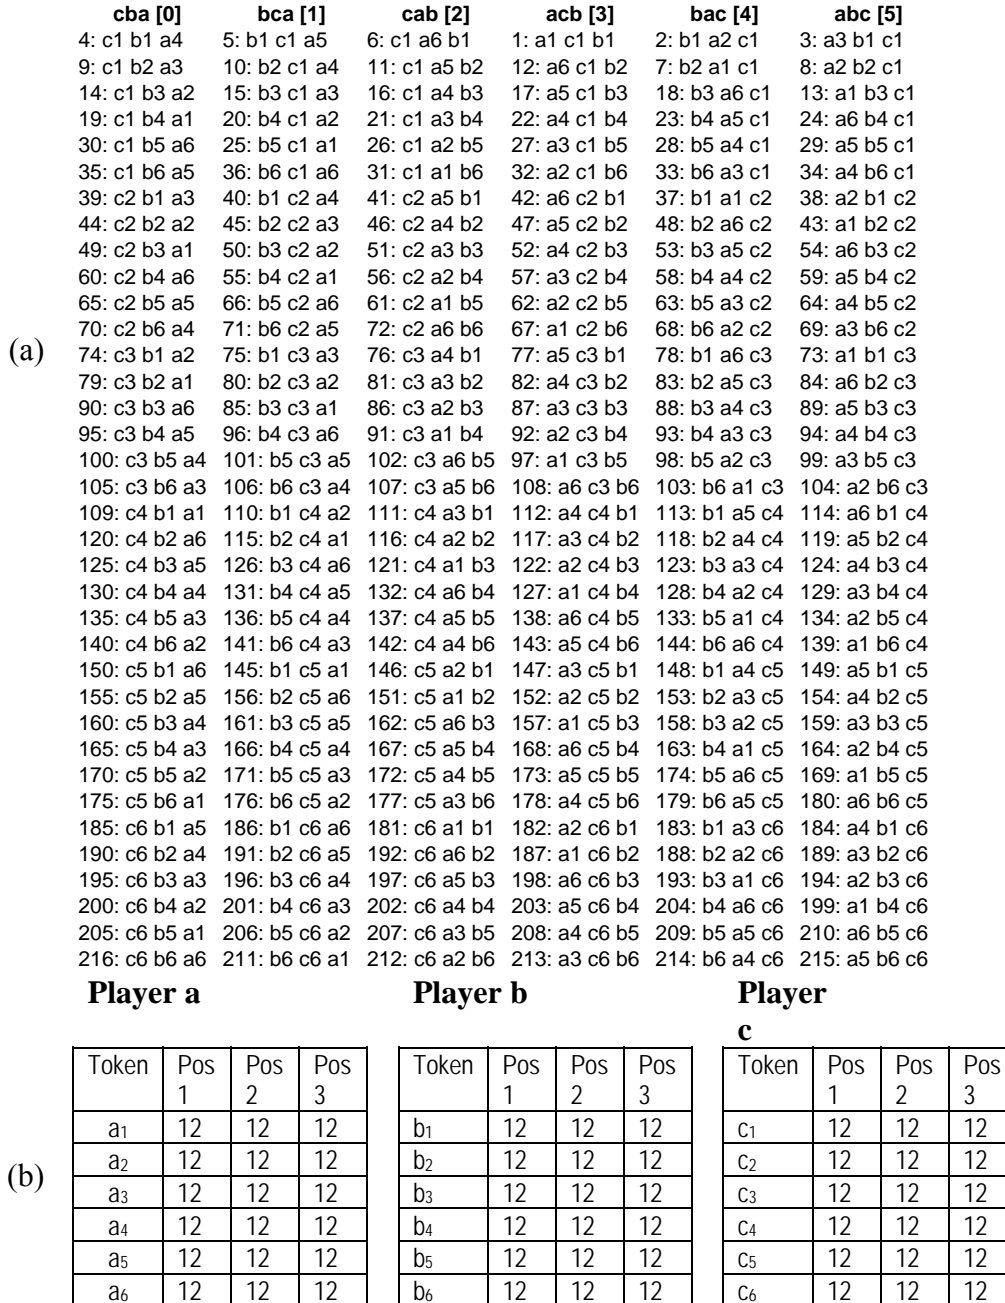 cba [0] bca [1] cab [2] acb [3] bac [4] abc [5]
4: c1 b1 a4 5: b1 c1 a5 6: c1 a6 b1 1: a1 c1 b1 2: b1 a2 c1 3: a3 b1 c1
9: c1 b2 a3 10: b2 c1 a4 11: c1 a5 b2 12: a6 c1 b2 7: b2 a1 c1 8: a2 b2 c1
14: c1 b3 a2 15: b3 c1 a3 16: c1 a4 b3 17: a5 c1 b3 18: b3 a6 c1 13: a1 b3 c1
19: c1 b4 a1 20: b4 c1 a2 21: c1 a3 b4 22: a4 c1 b4 23: b4 a5 c1 24: a6 b4 c1
30: c1 b5 a6 25: b5 c1 a1 26: c1 a2 b5 27: a3 c1 b5 28: b5 a4 c1 29: a5 b5 c1
35: c1 b6 a5 36: b6 c1 a6 31: c1 a1 b6 32: a2 c1 b6 33: b6 a3 c1 34: a4 b6 c1
39: c2 b1 a3 40: b1 c2 a4 41: c2 a5 b1 42: a6 c2 b1 37: b1 a1 c2 38: a2 b1 c2
44: c2 b2 a2 45: b2 c2 a3 46: c2 a4 b2 47: a5 c2 b2 48: b2 a6 c2 43: a1 b2 c2
49: c2 b3 a1 50: b3 c2 a2 51: c2 a3 b3 52: a4 c2 b3 53: b3 a5 c2 54: a6 b3 c2
60: c2 b4 a6 55: b4 c2 a1 56: c2 a2 b4 57: a3 c2 b4 58: b4 a4 c2 59: a5 b4 c2
65: c2 b5 a5 66: b5 c2 a6 61: c2 a1 b5 62: a2 c2 b5 63: b5 a3 c2 64: a4 b5 c2
70: c2 b6 a4 71: b6 c2 a5 72: c2 a6 b6 67: a1 c2 b6 68: b6 a2 c2 69: a3 b6 c2
(a) 74: c3 b1 a2 75: b1 c3 a3 76: c3 a4 b1 77: a5 c3 b1 78: b1 a6 c3 73: a1 b1 c3
79: c3 b2 a1 80: b2 c3 a2 81: c3 a3 b2 82: a4 c3 b2 83: b2 a5 c3 84: a6 b2 c3
90: c3 b3 a6 85: b3 c3 a1 86: c3 a2 b3 87: a3 c3 b3 88: b3 a4 c3 89: a5 b3 c3
95: c3 b4 a5 96: b4 c3 a6 91: c3 a1 b4 92: a2 c3 b4 93: b4 a3 c3 94: a4 b4 c3
100: c3 b5 a4 101: b5 c3 a5 102: c3 a6 b5 97: a1 c3 b5 98: b5 a2 c3 99: a3 b5 c3
105: c3 b6 a3 106: b6 c3 a4 107: c3 a5 b6 108: a6 c3 b6 103: b6 a1 c3 104: a2 b6 c3
109: c4 b1 a1 110: b1 c4 a2 111: c4 a3 b1 112: a4 c4 b1 113: b1 a5 c4 114: a6 b1 c4
120: c4 b2 a6 115: b2 c4 a1 116: c4 a2 b2 117: a3 c4 b2 118: b2 a4 c4 119: a5 b2 c4
125: c4 b3 a5 126: b3 c4 a6 121: c4 a1 b3 122: a2 c4 b3 123: b3 a3 c4 124: a4 b3 c4
130: c4 b4 a4 131: b4 c4 a5 132: c4 a6 b4 127: a1 c4 b4 128: b4 a2 c4 129: a3 b4 c4
135: c4 b5 a3 136: b5 c4 a4 137: c4 a5 b5 138: a6 c4 b5 133: b5 a1 c4 134: a2 b5 c4
140: c4 b6 a2 141: b6 c4 a3 142: c4 a4 b6 143: a5 c4 b6 144: b6 a6 c4 139: a1 b6 c4
150: c5 b1 a6 145: b1 c5 a1 146: c5 a2 b1 147: a3 c5 b1 148: b1 a4 c5 149: a5 b1 c5
155: c5 b2 a5 156: b2 c5 a6 151: c5 a1 b2 152: a2 c5 b2 153: b2 a3 c5 154: a4 b2 c5
160: c5 b3 a4 161: b3 c5 a5 162: c5 a6 b3 157: a1 c5 b3 158: b3 a2 c5 159: a3 b3 c5
165: c5 b4 a3 166: b4 c5 a4 167: c5 a5 b4 168: a6 c5 b4 163: b4 a1 c5 164: a2 b4 c5
170: c5 b5 a2 171: b5 c5 a3 172: c5 a4 b5 173: a5 c5 b5 174: b5 a6 c5 169: a1 b5 c5
175: c5 b6 a1 176: b6 c5 a2 177: c5 a3 b6 178: a4 c5 b6 179: b6 a5 c5 180: a6 b6 c5
185: c6 b1 a5 186: b1 c6 a6 181: c6 a1 b1 182: a2 c6 b1 183: b1 a3 c6 184: a4 b1 c6
190: c6 b2 a4 191: b2 c6 a5 192: c6 a6 b2 187: a1 c6 b2 188: b2 a2 c6 189: a3 b2 c6
195: c6 b3 a3 196: b3 c6 a4 197: c6 a5 b3 198: a6 c6 b3 193: b3 a1 c6 194: a2 b3 c6
200: c6 b4 a2 201: b4 c6 a3 202: c6 a4 b4 203: a5 c6 b4 204: b4 a6 c6 199: a1 b4 c6
205: c6 b5 a1 206: b5 c6 a2 207: c6 a3 b5 208: a4 c6 b5 209: b5 a5 c6 210: a6 b5 c6
216: c6 b6 a6 211: b6 c6 a1 212: c6 a2 b6 213: a3 c6 b6 214: b6 a4 c6 215: a5 b6 c6
Player a Player b Player
c
Token Pos Pos Pos Token Pos Pos Pos Token Pos Pos Pos
1 2 3 1 2 3 1 2 3
a1 12 12 12 b1 12 12 12 c1 12 12 12
a2 12 12 12 b2 12 12 12 c2 12 12 12
(b) a3 12 12 12 b3 12 12 12 c3 12 12 12
a4 12 12 12 b4 12 12 12 c4 12 12 12
a5 12 12 12 b5 12 12 12 c5 12 12 12
a6 12 12 12 b6 12 12 12 c6 12 12 12